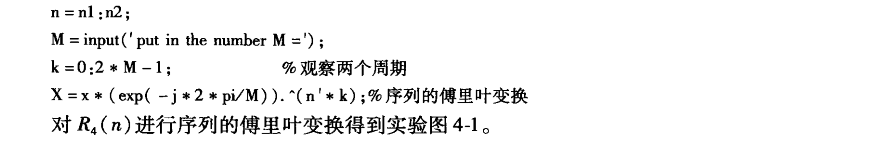 n = n1:n2;
M = input(' put in the number M =');
k = 0:2 * M - 1; %观察两个周期
X = x * (exp( - j * 2 * pi/M)).^(n' * k);%序列的傅里叶变换
对 R₄(n)进行序列的傅里叶变换得到实验图 4-1。